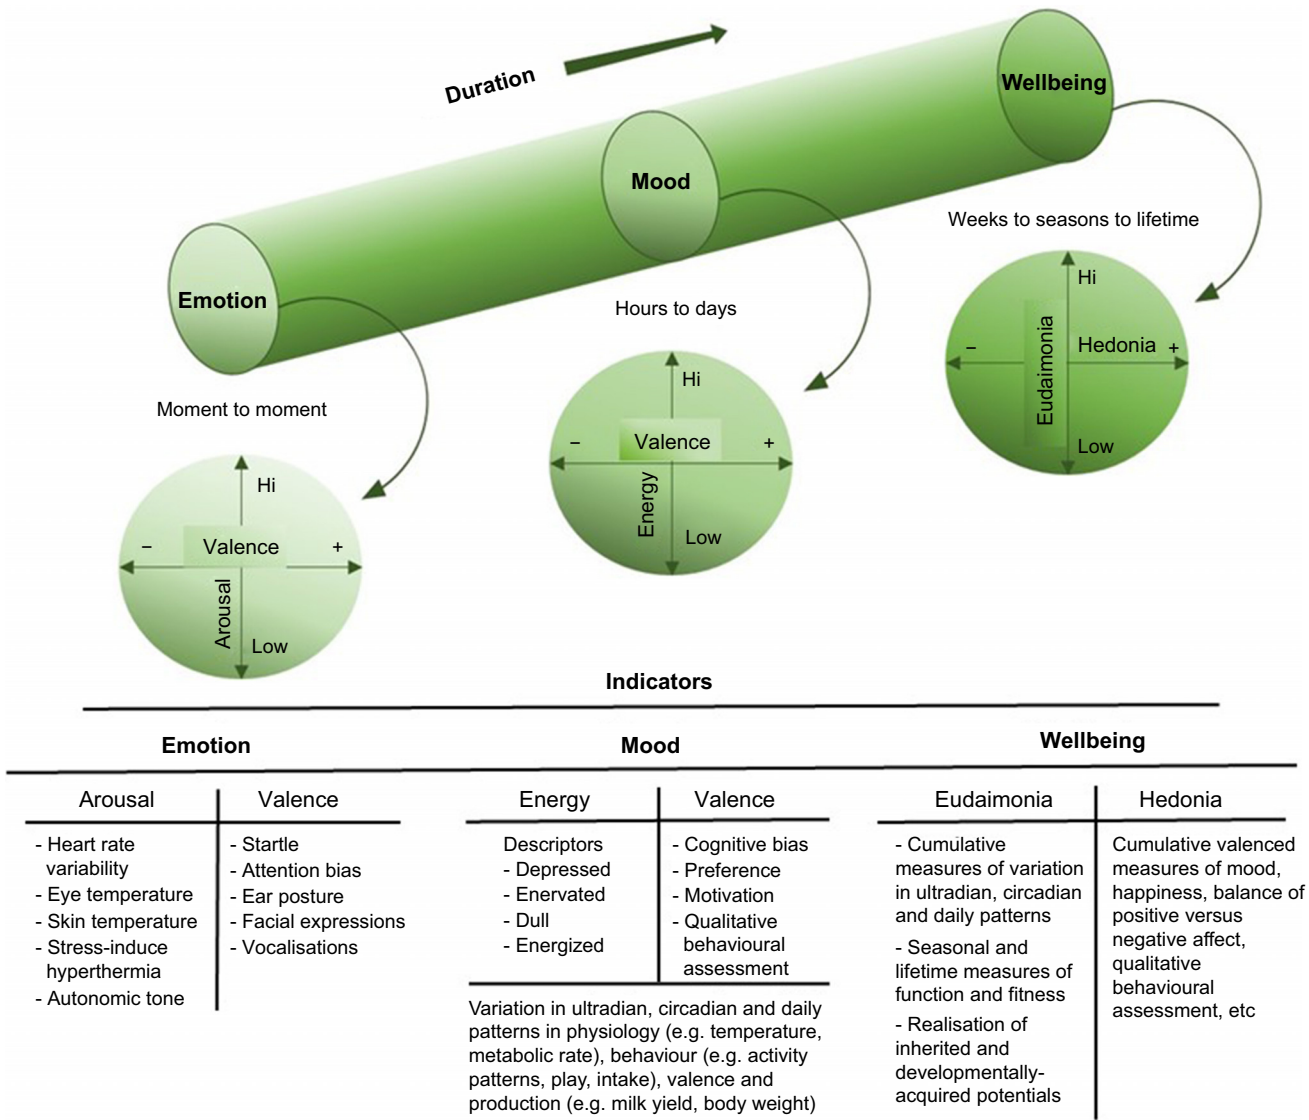 Duration
Wellbeing
Mood
Emotion
Weeks to seasons to lifetime
Hours to days
Moment to moment
Hi
Eudaimonia
Hedonia
−
+
Low
Hi
Valence
−
+
Energy
Low
Hi
Valence
−
+
Arousal
Low
Indicators
Emotion
Arousal
- Heart rate
variability
- Eye temperature
- Skin temperature
- Stress-induce
hyperthermia
- Autonomic tone
Valence
- Startle
- Attention bias
- Ear posture
- Facial expressions
- Vocalisations
Mood
Energy
Descriptors
- Depressed
- Enervated
- Dull
- Energized
Valence
- Cognitive bias
- Preference
- Motivation
- Qualitative
behavioural
assessment
Variation in ultradian, circadian and daily
patterns in physiology (e.g. temperature,
metabolic rate), behaviour (e.g. activity
patterns, play, intake), valence and
production (e.g. milk yield, body weight)
Wellbeing
Eudaimonia
- Cumulative
measures of variation
in ultradian, circadian
and daily patterns
- Seasonal and
lifetime measures of
function and fitness
- Realisation of
inherited and
developmentally-
acquired potentials
Hedonia
Cumulative valenced
measures of mood,
happiness, balance of
positive versus
negative affect,
qualitative
behavioural
assessment, etc